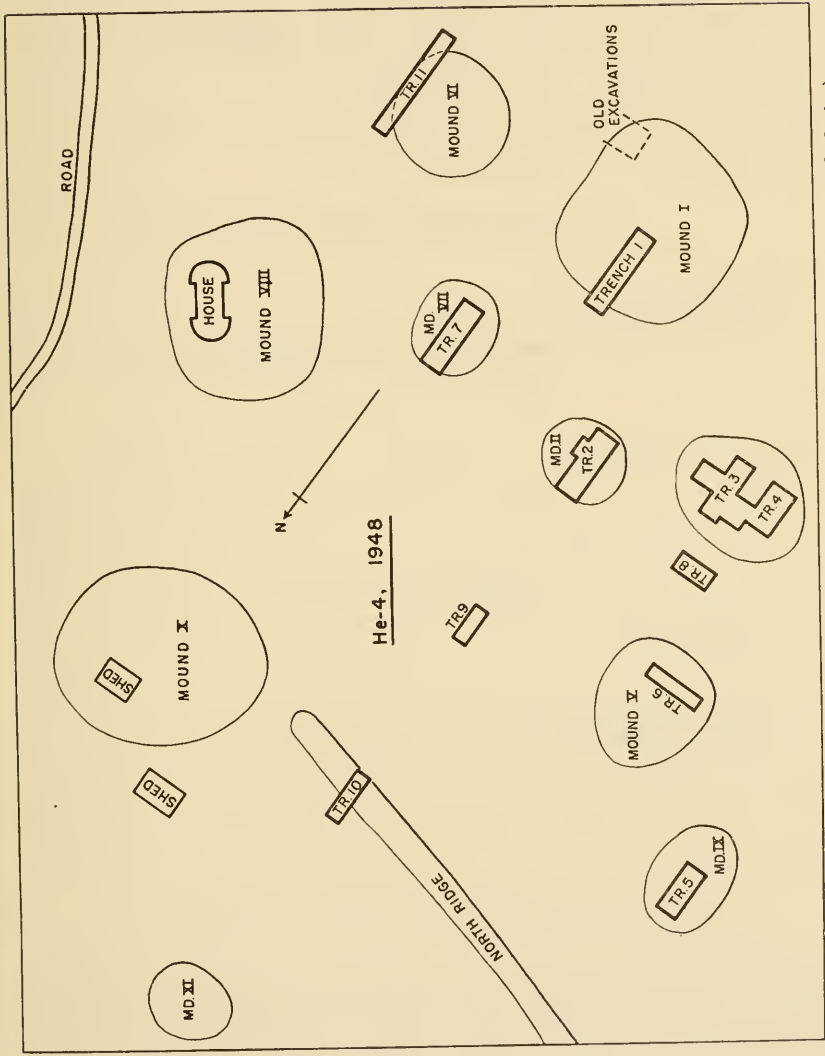 ROAD
TR.11
MOUND VI
OLD
EXCAVATIONS
HOUSE
MOUND VIII
MD.
VII
TR.7
TRENCH 1
MOUND I
N
MD.II
TR.2
He-4, 1948
TR.3
TR.4
TR.8
TR.9
MOUND X
SHED
SHED
TR.10
NORTH RIDGE
MOUND V
TR.6
TR.5
MD.IX
MD.XI